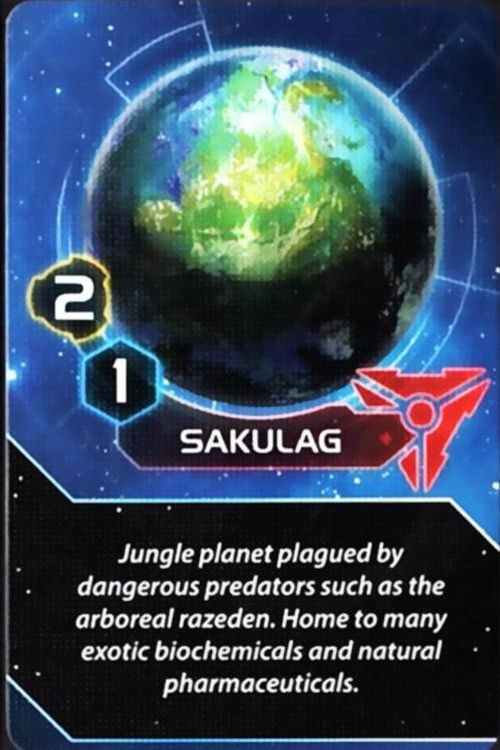 2
1
SAKULAG
Jungle planet plagued by
dangerous predators such as the
arboreal razeden. Home to many
exotic biochemicals and natural
pharmaceuticals.